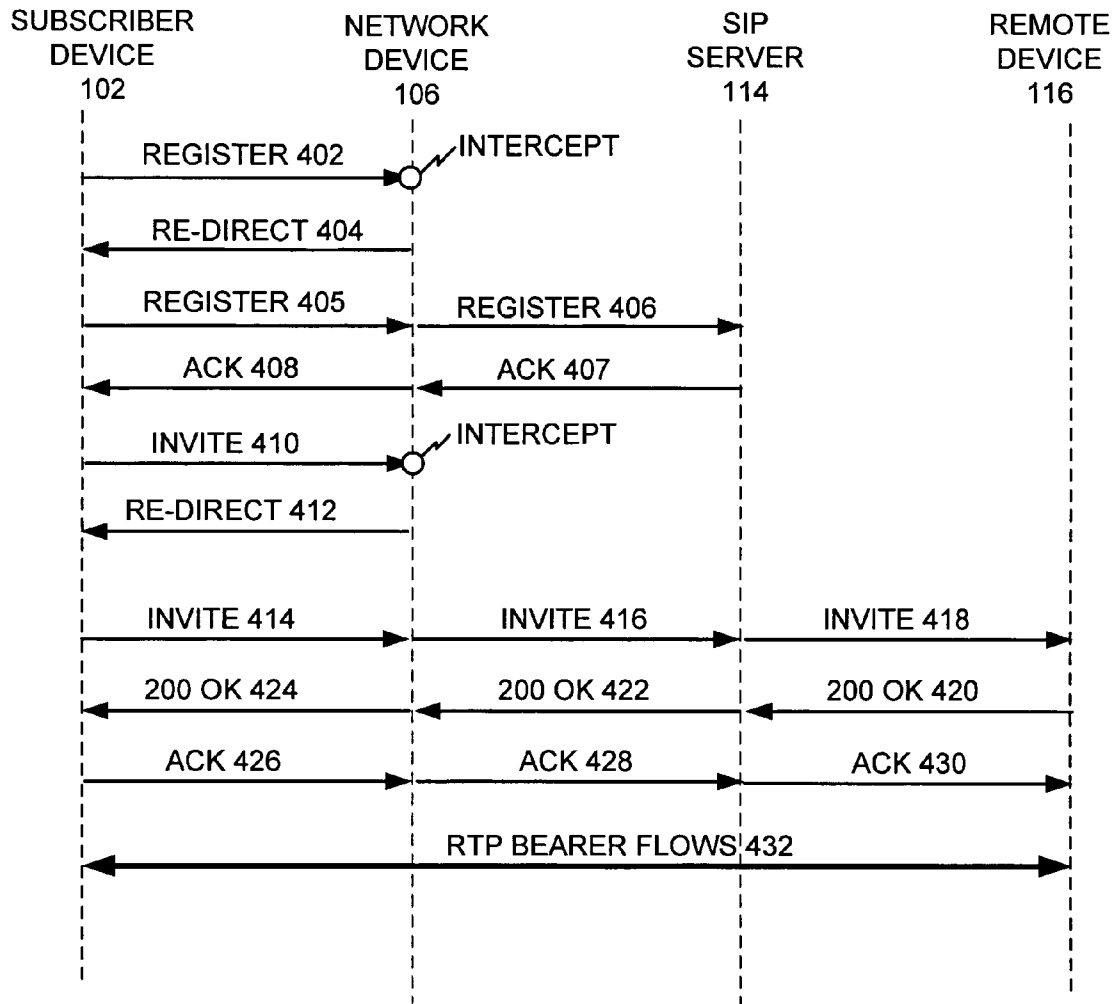 SUBSCRIBER
DEVICE
102
NETWORK
DEVICE
106
SIP
SERVER
114
REMOTE
DEVICE
116
REGISTER 402
INTERCEPT
RE-DIRECT 404
REGISTER 405
REGISTER 406
ACK 408
ACK 407
INVITE 410
INTERCEPT
RE-DIRECT 412
INVITE 414
INVITE 416
INVITE 418
200 OK 424
200 OK 422
200 OK 420
ACK 426
ACK 428
ACK 430
RTP BEARER FLOWS 432